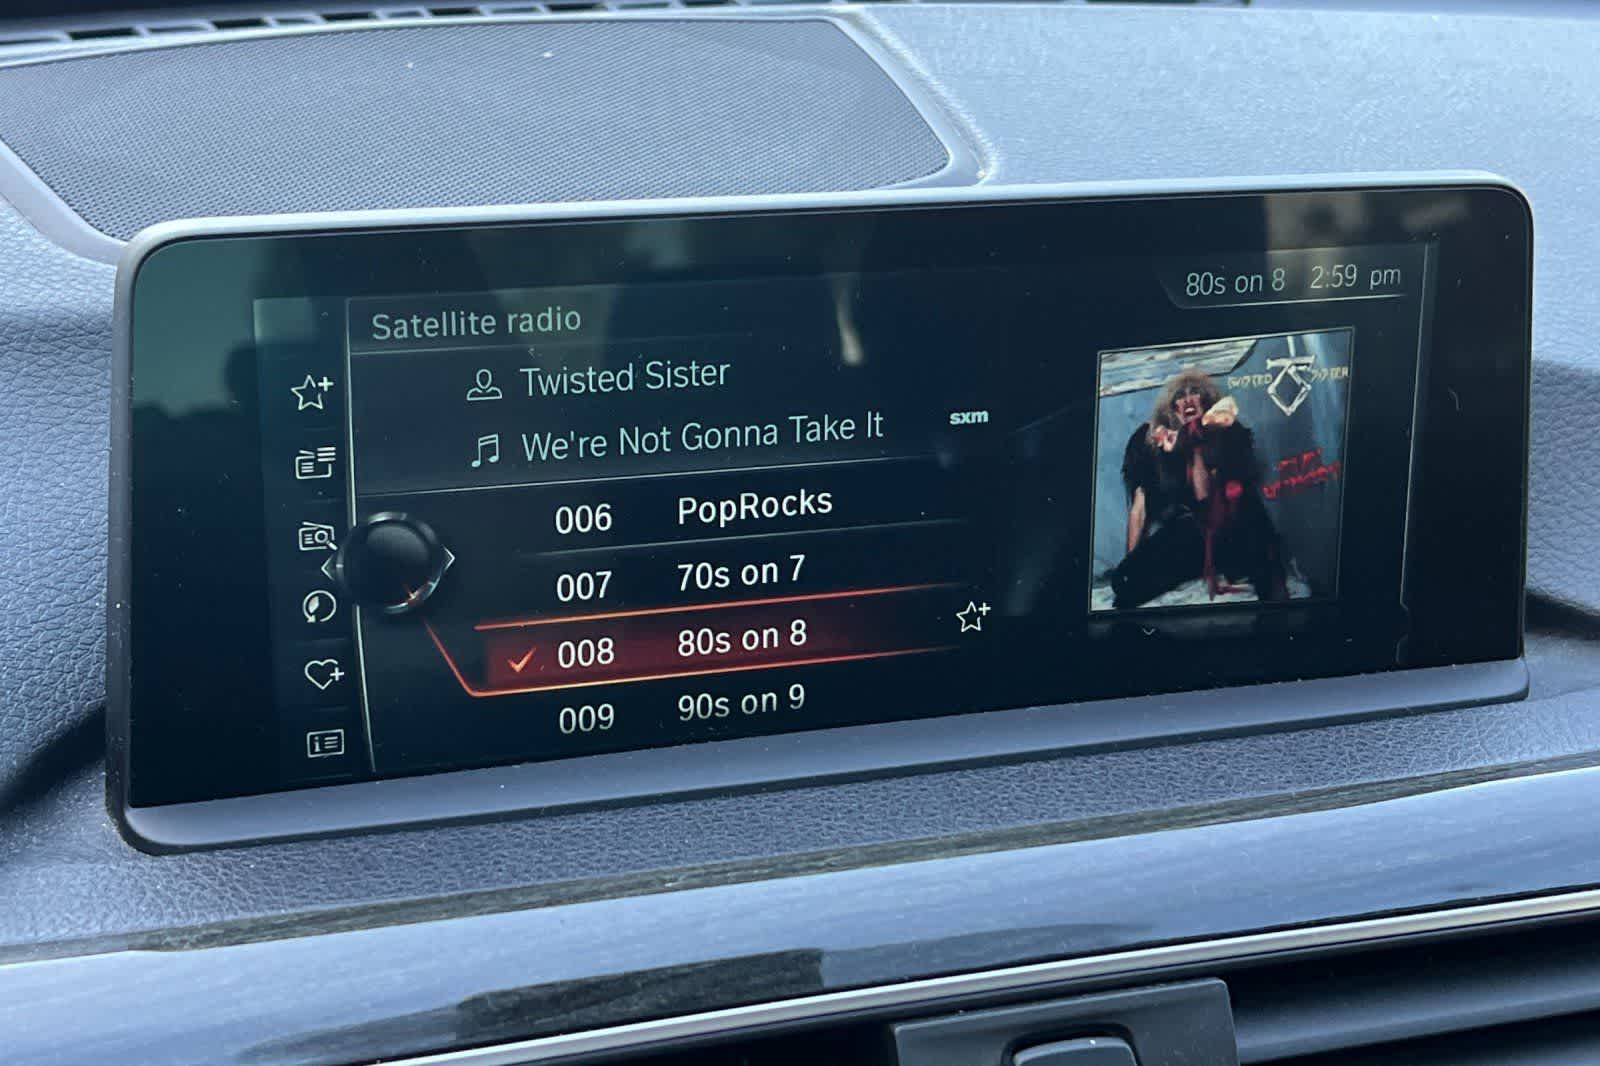 80s on 8 2:59 pm
Satellite radio
Twisted Sister
We're Not Gonna Take It
sxm
006 PopRocks
007 70s on 7
008 80s on 8
009 90s on 9